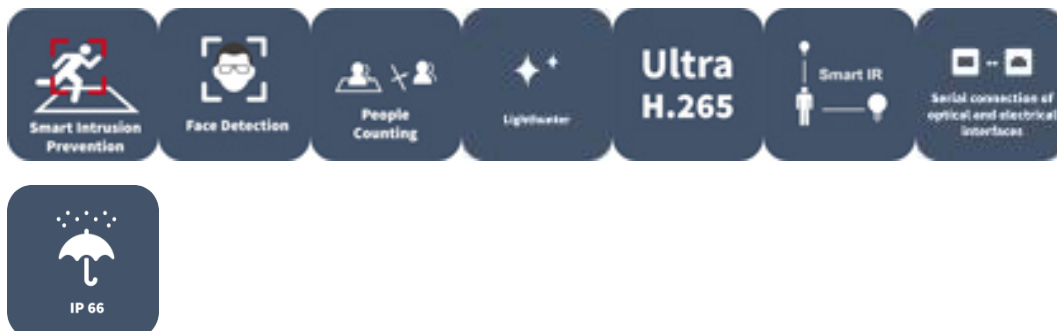 Smart Intrusion
Prevention
Face Detection
People
Counting
Lighthunter
Ultra
H.265
Smart IR
Serial connection of
optical and electrical
interfaces
IP 66